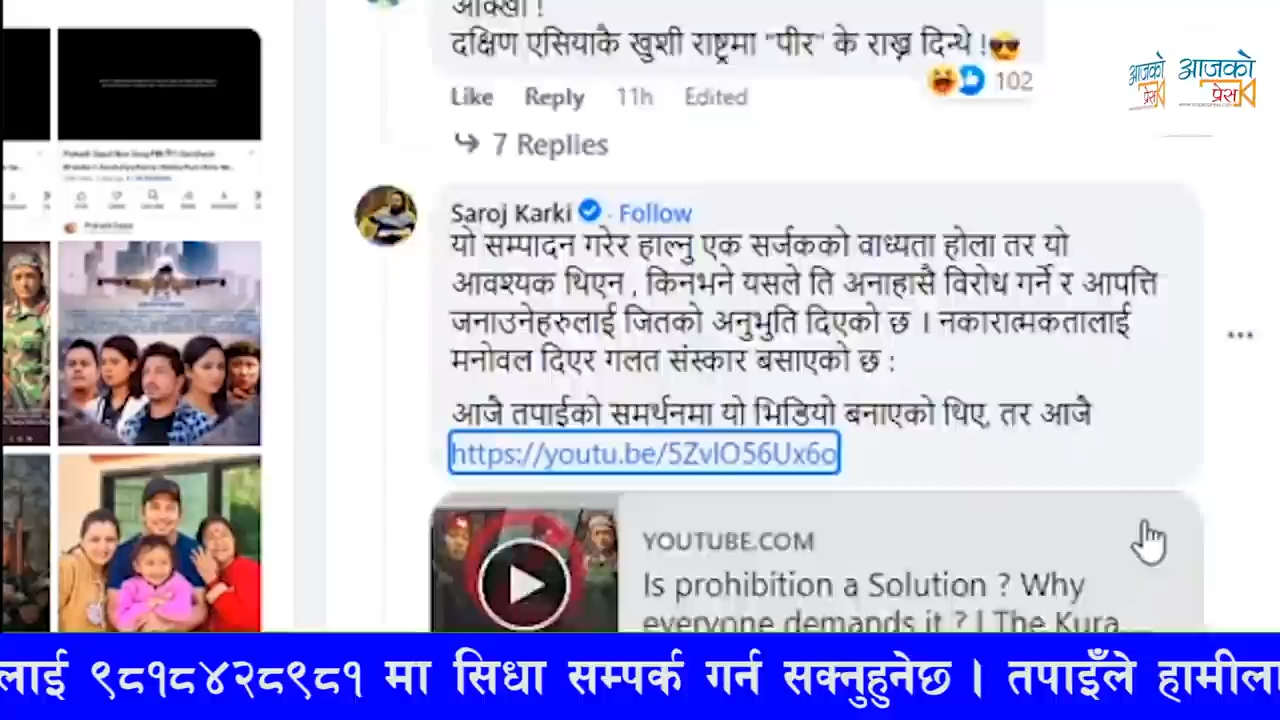 आँखा !
दक्षिण एसियाकै खुशी राष्ट्रमा "पीर" के राख्न दिन्थे !
102
Like Reply 11h Edited
7 Replies
Saroj Karki · Follow
यो सम्पादन गरेर हाल्नु एक सर्जकको वाध्यता होला तर यो
आवश्यक थिएन , किनभने यसले ति अनाहासै विरोध गर्ने र आपत्ति
जनाउनेहरुलाई जितको अनुभुति दिएको छ । नकारात्मकतालाई
मनोवल दिएर गलत संस्कार बसाएको छ :
आजै तपाईको समर्थनमा यो भिडियो बनाएको थिए, तर आजै
https://youtu.be/5ZvlO56Ux6o
YOUTUBE.COM
Is prohibition a Solution ? Why
everyone demands it ? | The Kura...
आजको
प्रेस
आजको
प्रेस
लाई ९८१८४२८९८१ मा सिधा सम्पर्क गर्न सक्नुहुनेछ । तपाइँले हामीला